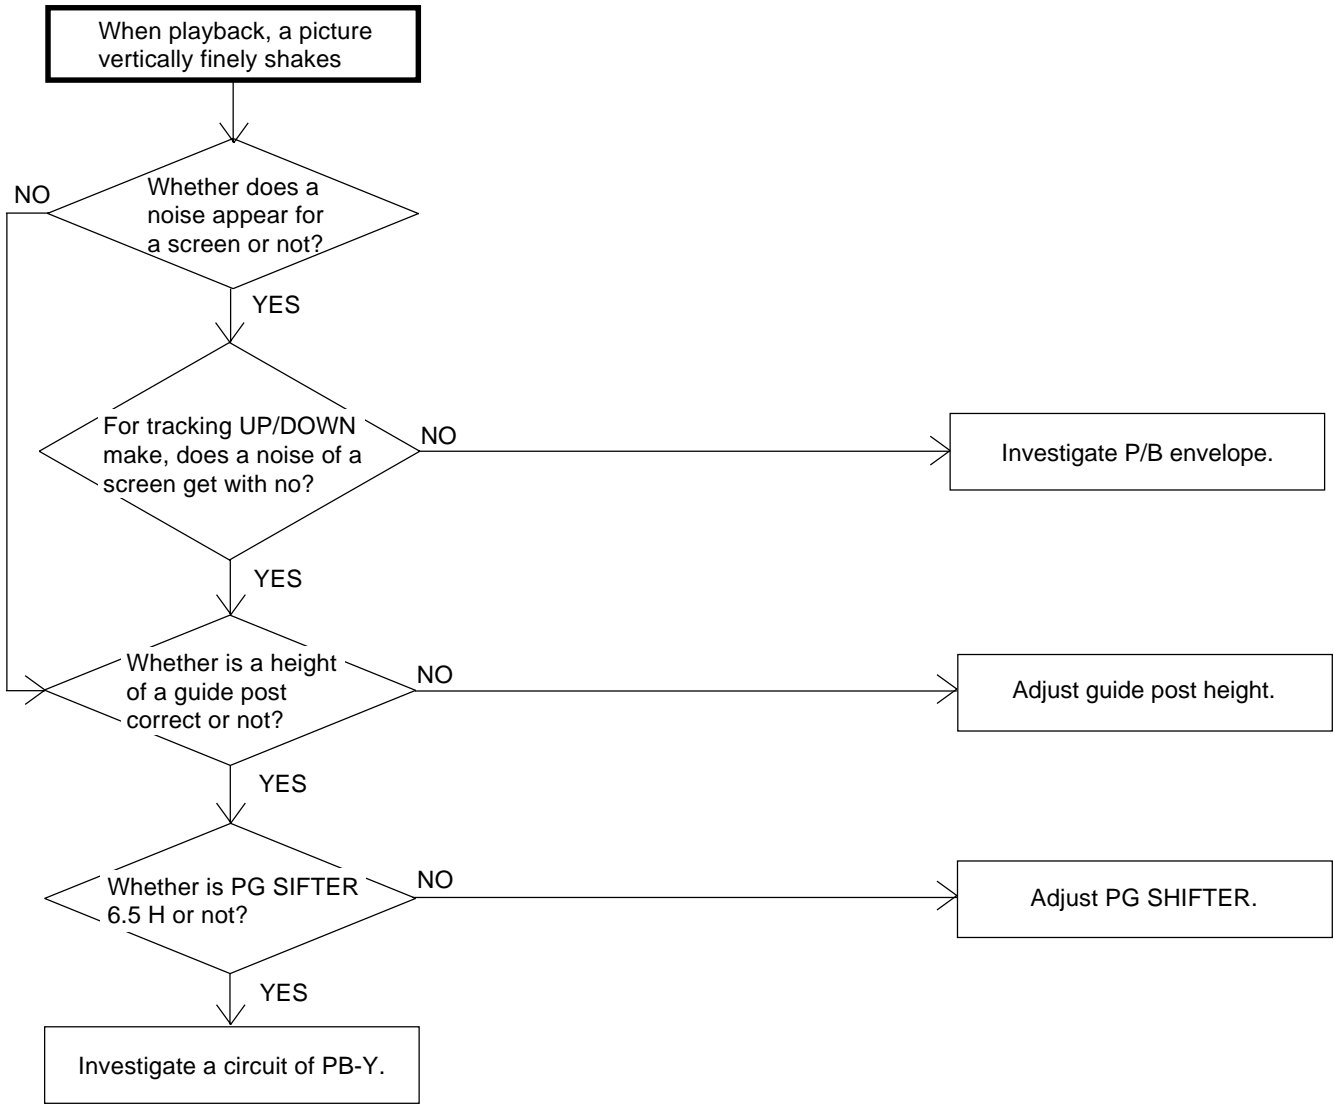 When playback, a picture
vertically finely shakes
NO
Whether does a
noise appear for
a screen or not?
YES
For tracking UP/DOWN
make, does a noise of a
screen get with no?
NO
Investigate P/B envelope.
YES
Whether is a height
of a guide post
correct or not?
NO
Adjust guide post height.
YES
Whether is PG SIFTER
6.5 H or not?
NO
Adjust PG SHIFTER.
YES
Investigate a circuit of PB-Y.